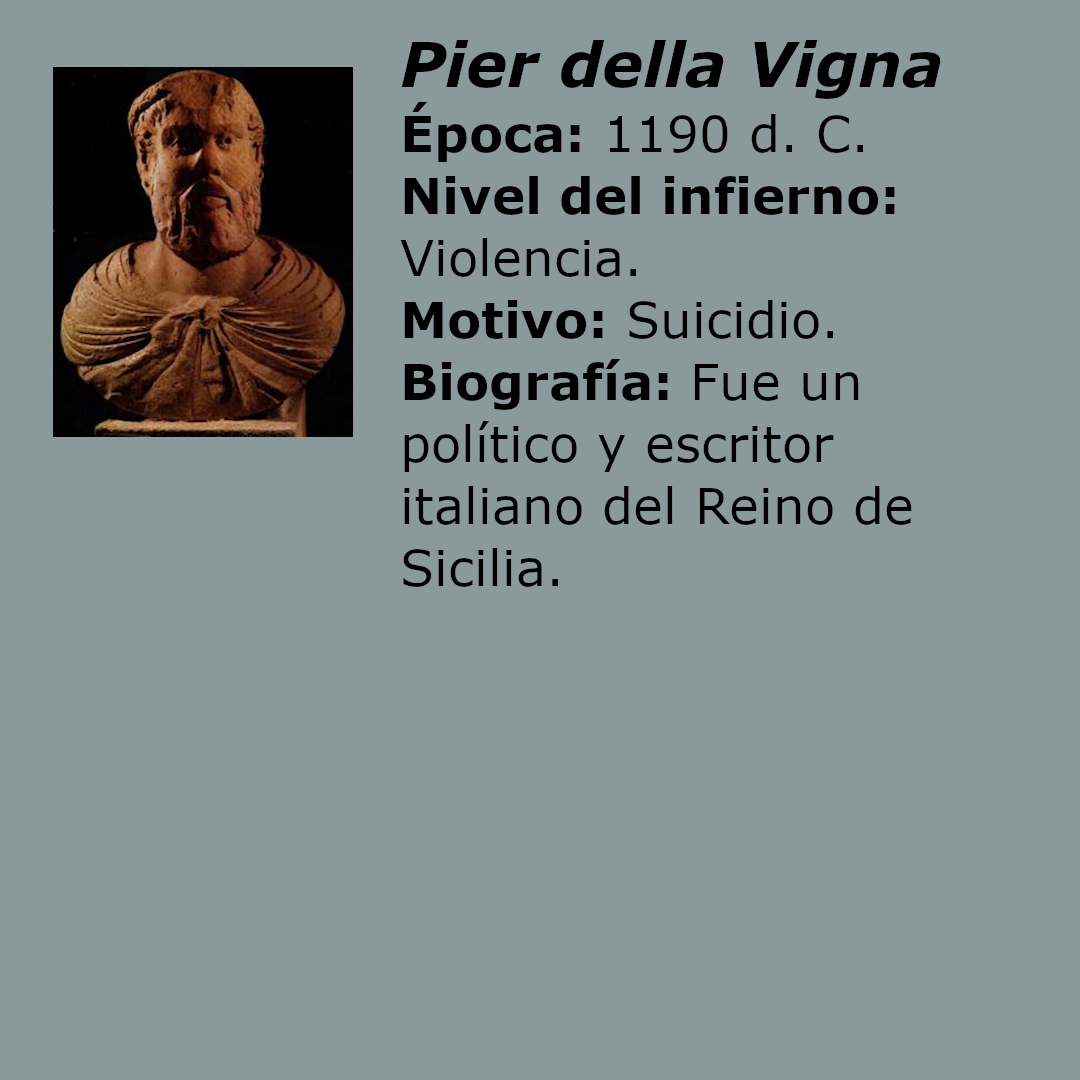 Pier della Vigna
Época: 1190 d. C.
Nivel del infierno:
Violencia.
Motivo: Suicidio.
Biografía: Fue un
político y escritor
italiano del Reino de
Sicilia.